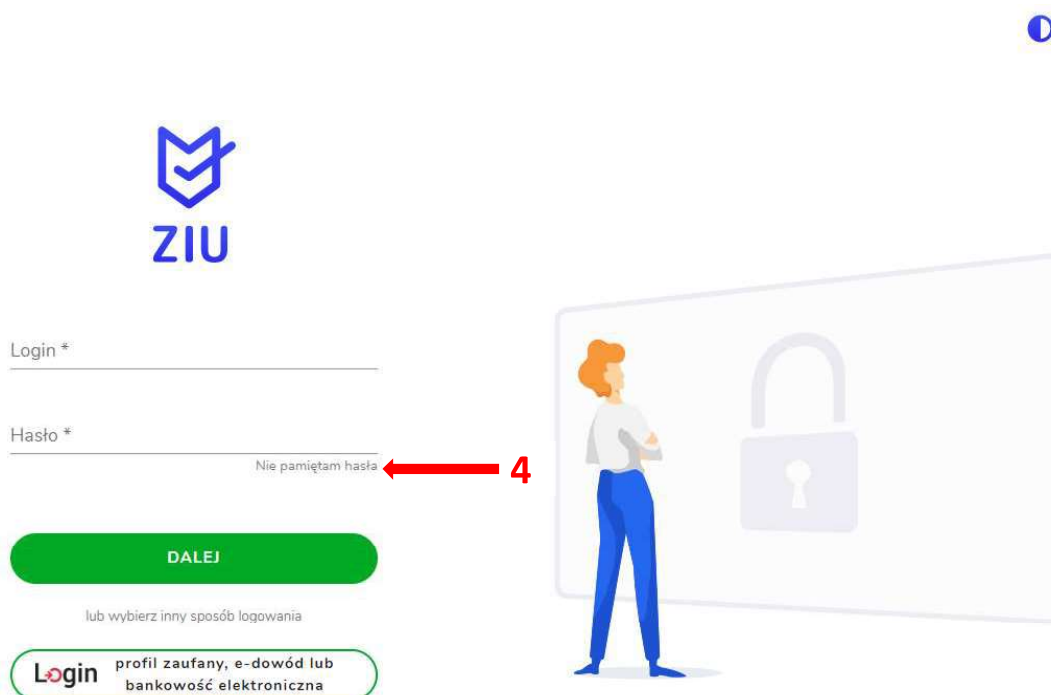 ZIU
Login *
Hasło *
Nie pamiętam hasła
4
DALEJ
lub wybierz inny sposób logowania
Login
profil zaufany, e-dowód lub
bankowość elektroniczna